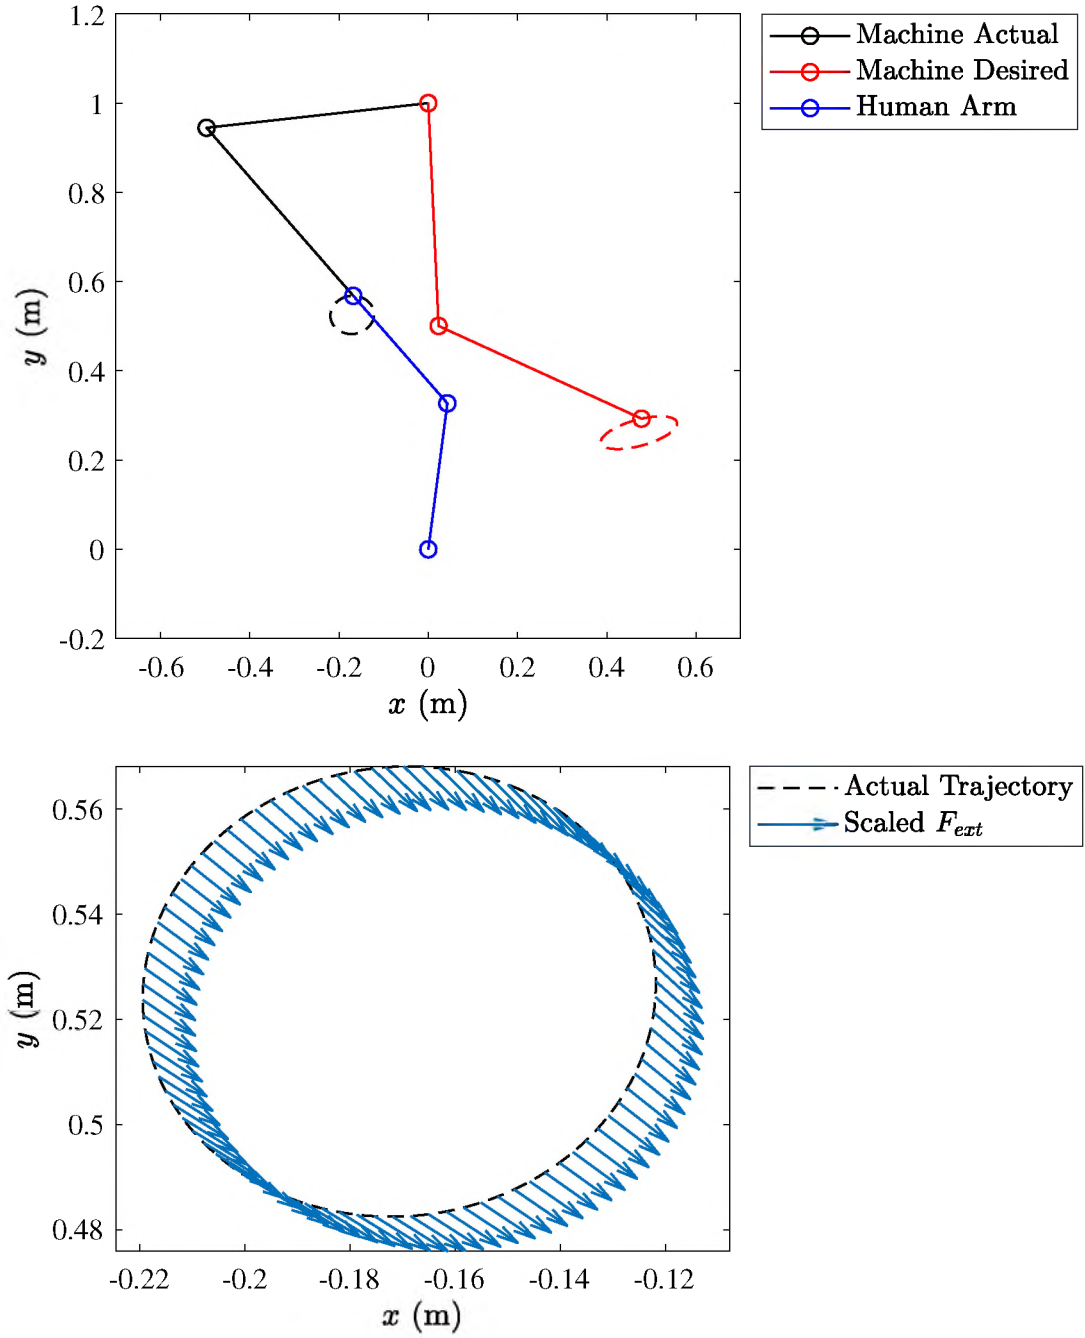 1.2
1
0.8
0.6
0.4
0.2
0
-0.2
y (m)
-0.6
-0.4
-0.2
0
0.2
0.4
0.6
x (m)
Machine Actual
Machine Desired
Human Arm
0.56
0.54
0.52
0.5
0.48
y (m)
-0.22
-0.2
-0.18
-0.16
-0.14
-0.12
x (m)
Actual Trajectory
Scaled F_ext